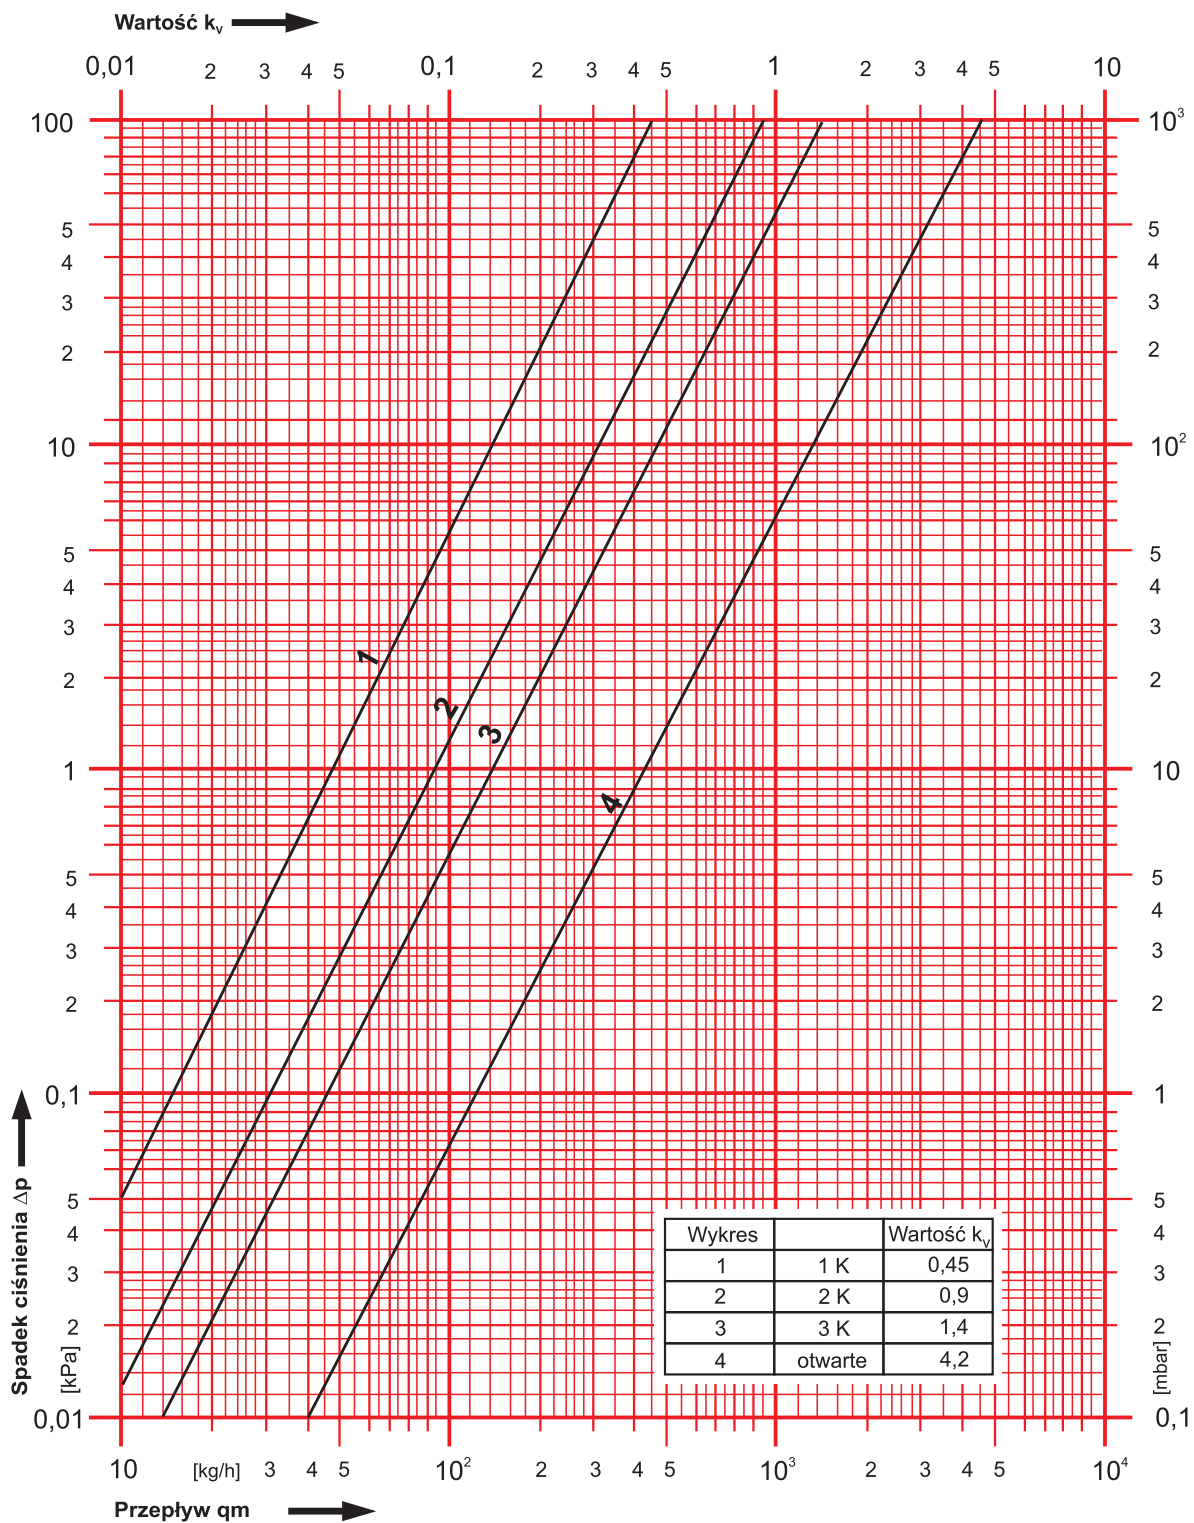 Wartość kv
0,01 2 3 4 5 0,1 2 3 4 5 1 2 3 4 5 10
100 10³
5 5
4 4
3 3
2 2
10 10²
5 5
4 4
3 3
2 2
1
1 10
2
3
4
5 5
4 4
3 3
2 2
0,1 1
5 5
4 4
3 3
2 2
0,01 0,1
Spadek ciśnienia Δp
[kPa]
[mbar]
Wykres Wartość kv
1 1 K 0,45
2 2 K 0,9
3 3 K 1,4
4 otwarte 4,2
10 [kg/h] 3 4 5 10² 2 3 4 5 10³ 2 3 4 5 10⁴
Przepływ qm